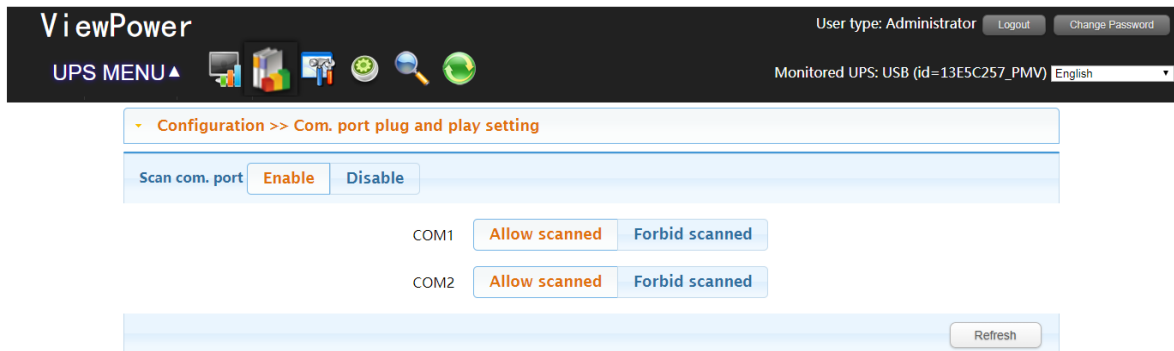 ViewPower
User type: Administrator Logout Change Password
UPS MENU▲
Monitored UPS: USB (id=13E5C257_PMV) English
Configuration >> Com. port plug and play setting
Scan com. port Enable Disable
COM1 Allow scanned Forbid scanned
COM2 Allow scanned Forbid scanned
Refresh